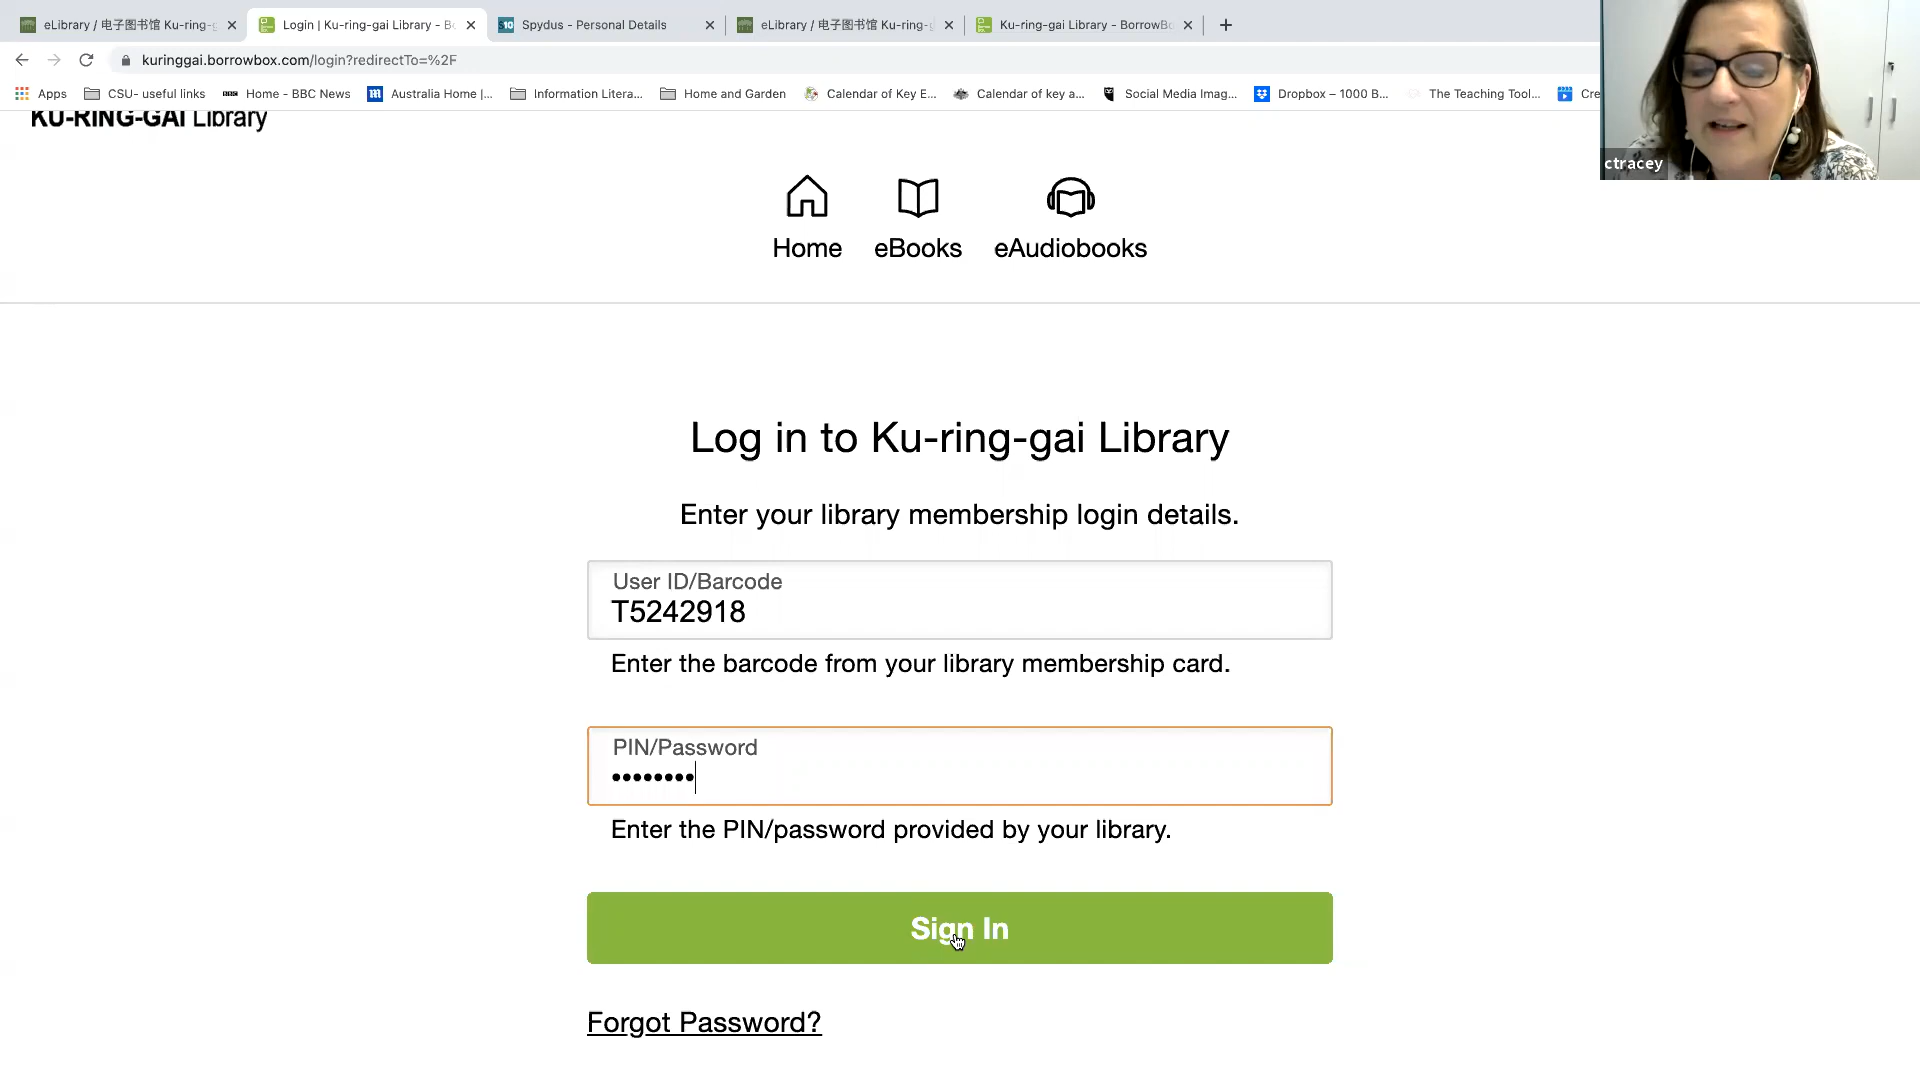 eLibrary / 电子图书馆 Ku-ring-g
Login | Ku-ring-gai Library - Bo
Spydus - Personal Details
eLibrary / 电子图书馆 Ku-ring-g
Ku-ring-gai Library - BorrowBo
kuringgai.borrowbox.com/login?redirectTo=%2F
Apps
CSU- useful links
Home - BBC News
Australia Home |...
Information Litera...
Home and Garden
Calendar of Key E...
Calendar of key a...
Social Media Imag...
Dropbox – 1000 B...
The Teaching Tool...
Cre
ctracey
KU-RING-GAI Library
Home
eBooks
eAudiobooks
Log in to Ku-ring-gai Library
Enter your library membership login details.
User ID/Barcode
T5242918
Enter the barcode from your library membership card.
PIN/Password
••••••••
Enter the PIN/password provided by your library.
Sign In
Forgot Password?